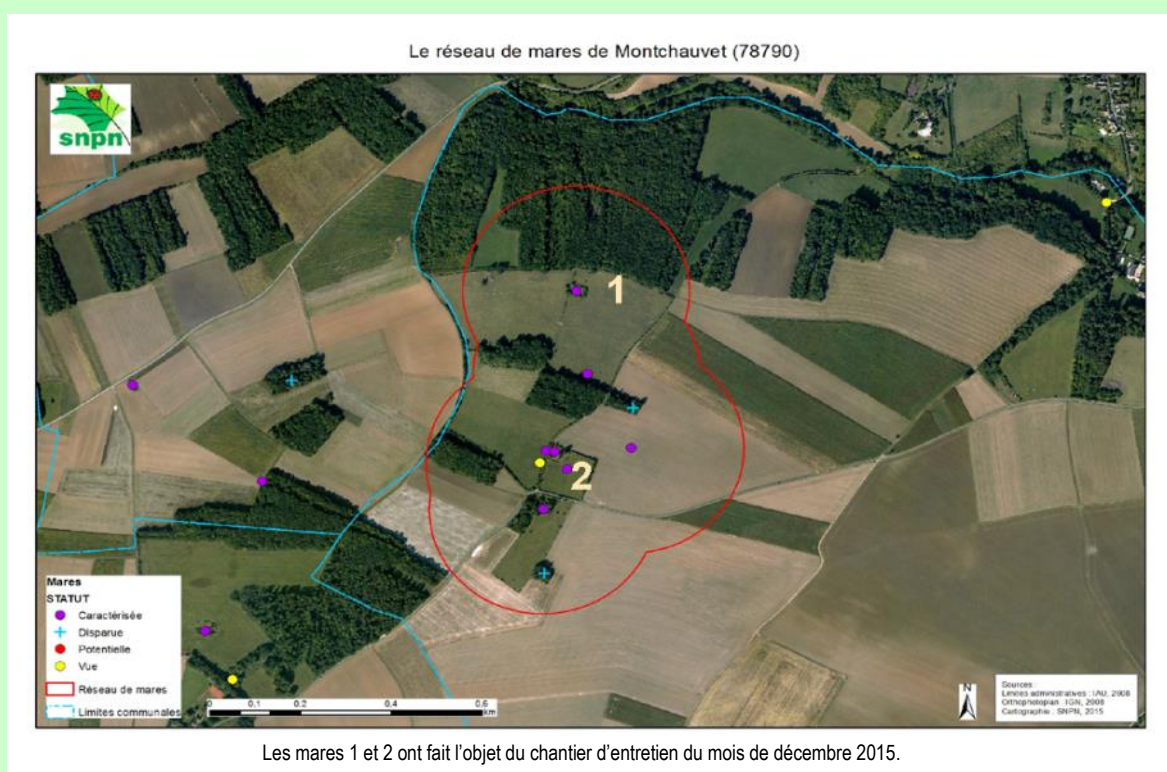 Le réseau de mares de Montchauvet (78790)
snpn
1
2
Mares
STATUT
Caractérisée
Disparue
Potentielle
Vue
Réseau de mares
Limites communales
0 0.1 0.2 0.4 0.6
km
N
Sources :
Limites administratives : IAU, 2008
Orthophotoplan : IGN, 2008
Cartographie : SNPN, 2015
Les mares 1 et 2 ont fait l’objet du chantier d’entretien du mois de décembre 2015.